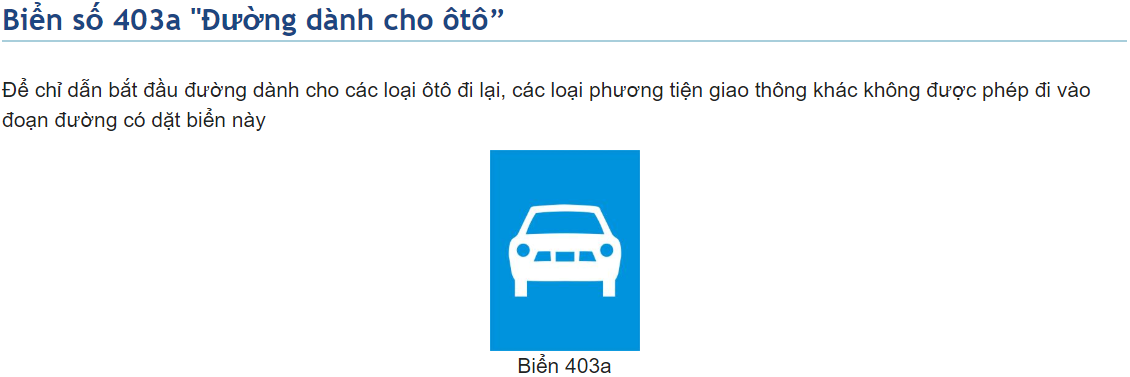 Biển số 403a "Đường dành cho ôtô”
Để chỉ dẫn bắt đầu đường dành cho các loại ôtô đi lại, các loại phương tiện giao thông khác không được phép đi vào
đoạn đường có dặt biển này
Biển 403a